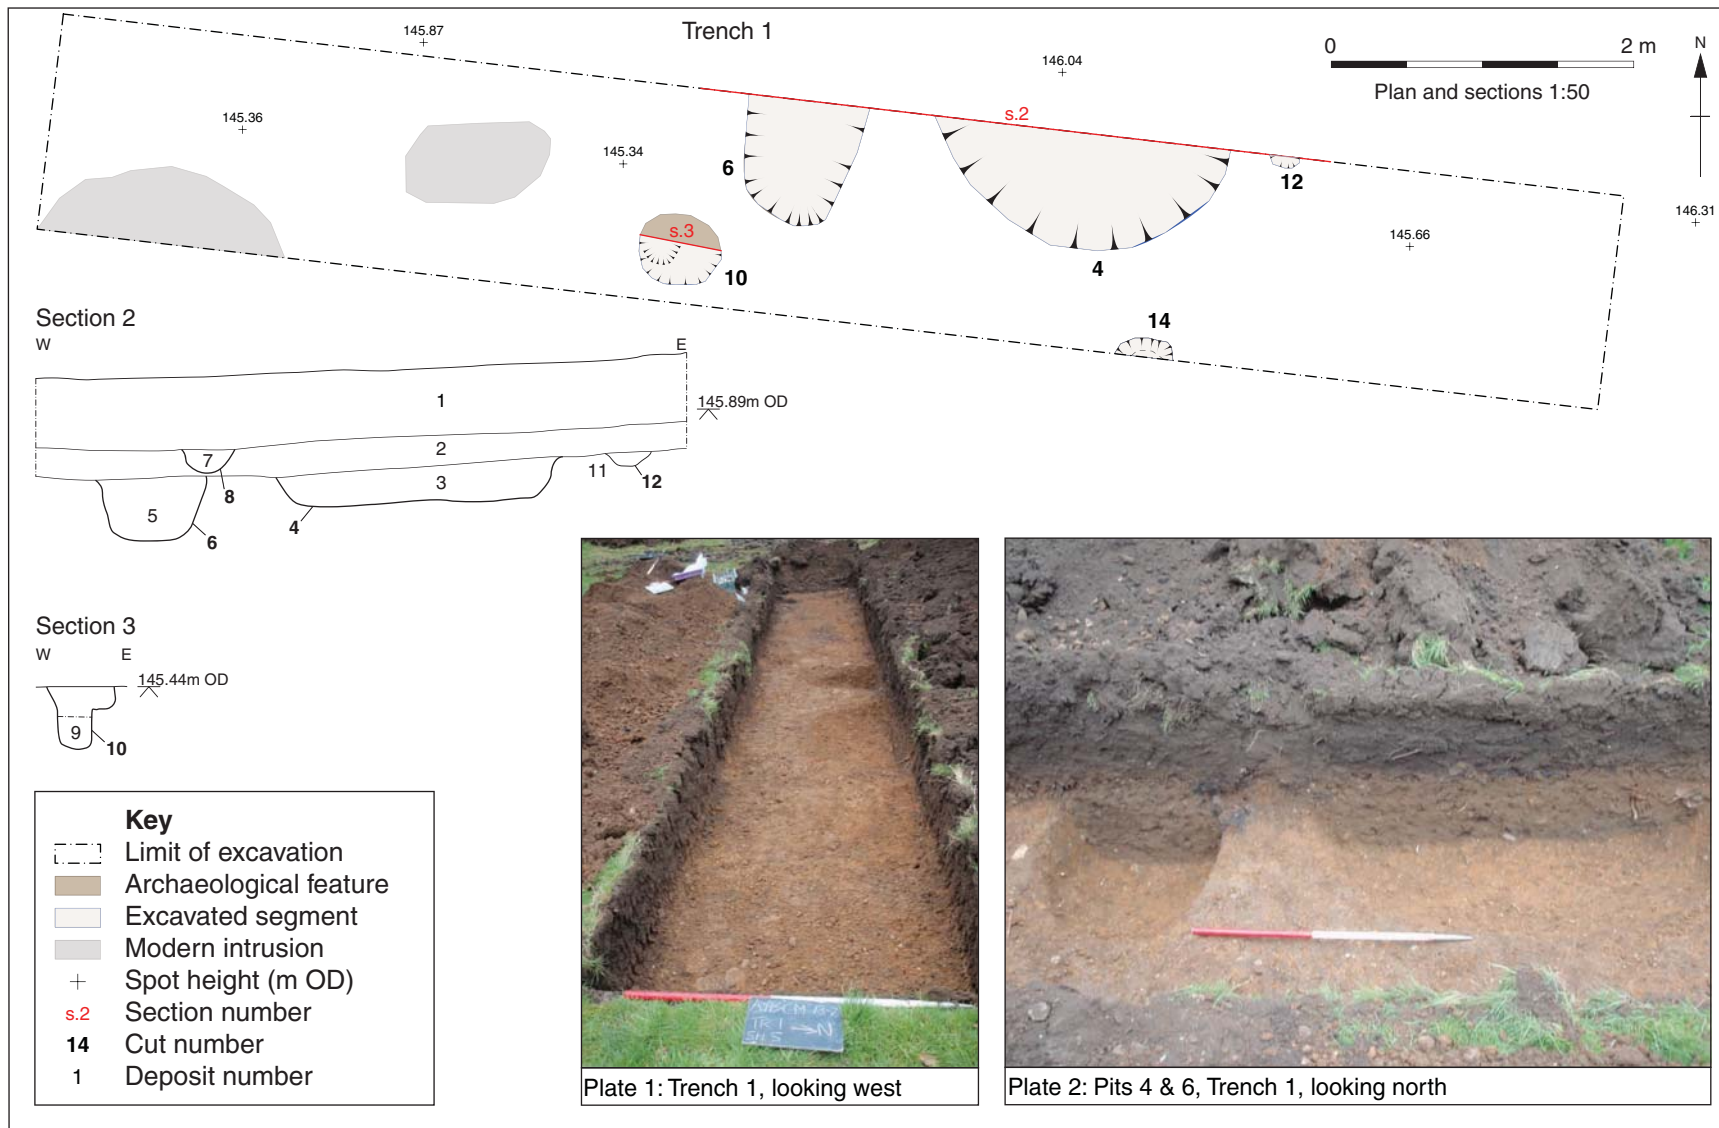 Trench 1
145.87
146.04
0 2 m
Plan and sections 1:50
N
145.36
145.34
s.2
6
12
146.31
145.66
s.3
10
4
14
Section 2
W E
1
145.89m OD
2
7
3
11
8
12
5
4
6
Section 3
W E
145.44m OD
9
10
Key
Limit of excavation
Archaeological feature
Excavated segment
Modern intrusion
Spot height (m OD)
s.2 Section number
14 Cut number
1 Deposit number
TR1
N
Plate 1: Trench 1, looking west
Plate 2: Pits 4 & 6, Trench 1, looking north